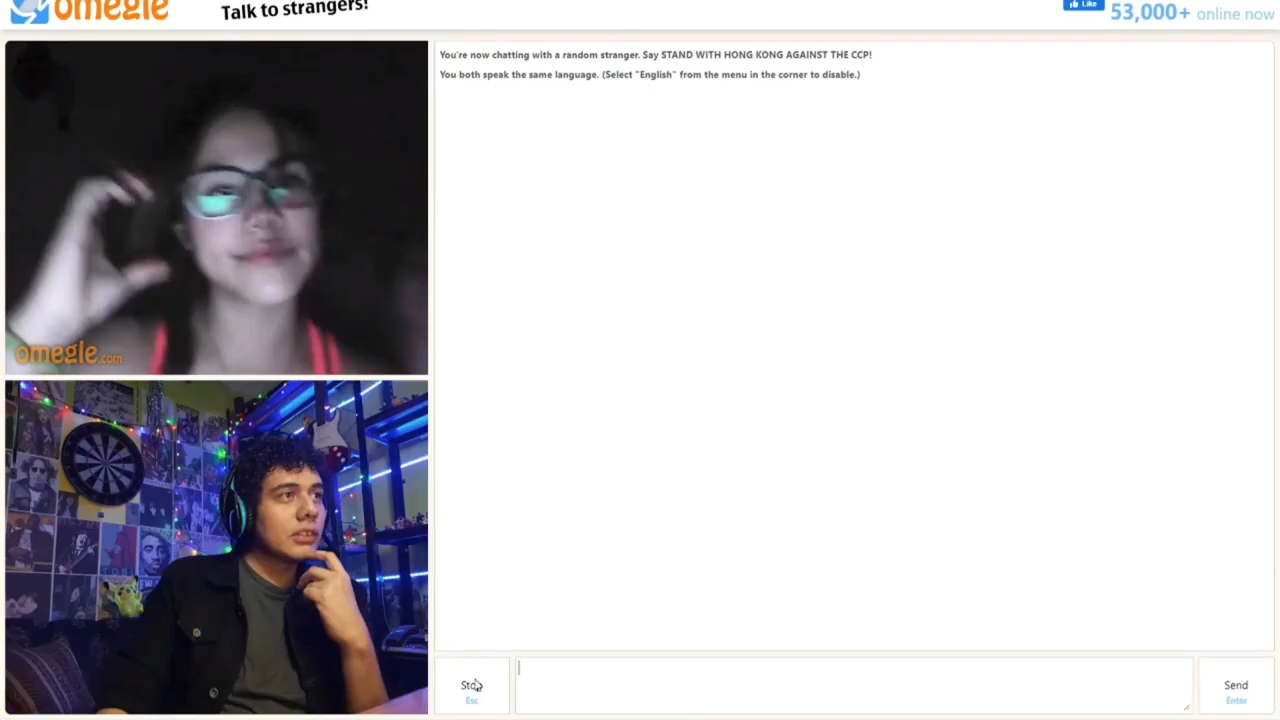 omegle
Talk to strangers!
Like
53,000+ online now
You're now chatting with a random stranger. Say STAND WITH HONG KONG AGAINST THE CCP!
You both speak the same language. (Select "English" from the menu in the corner to disable.)
omegle.com
Stop
Esc
Send
Enter